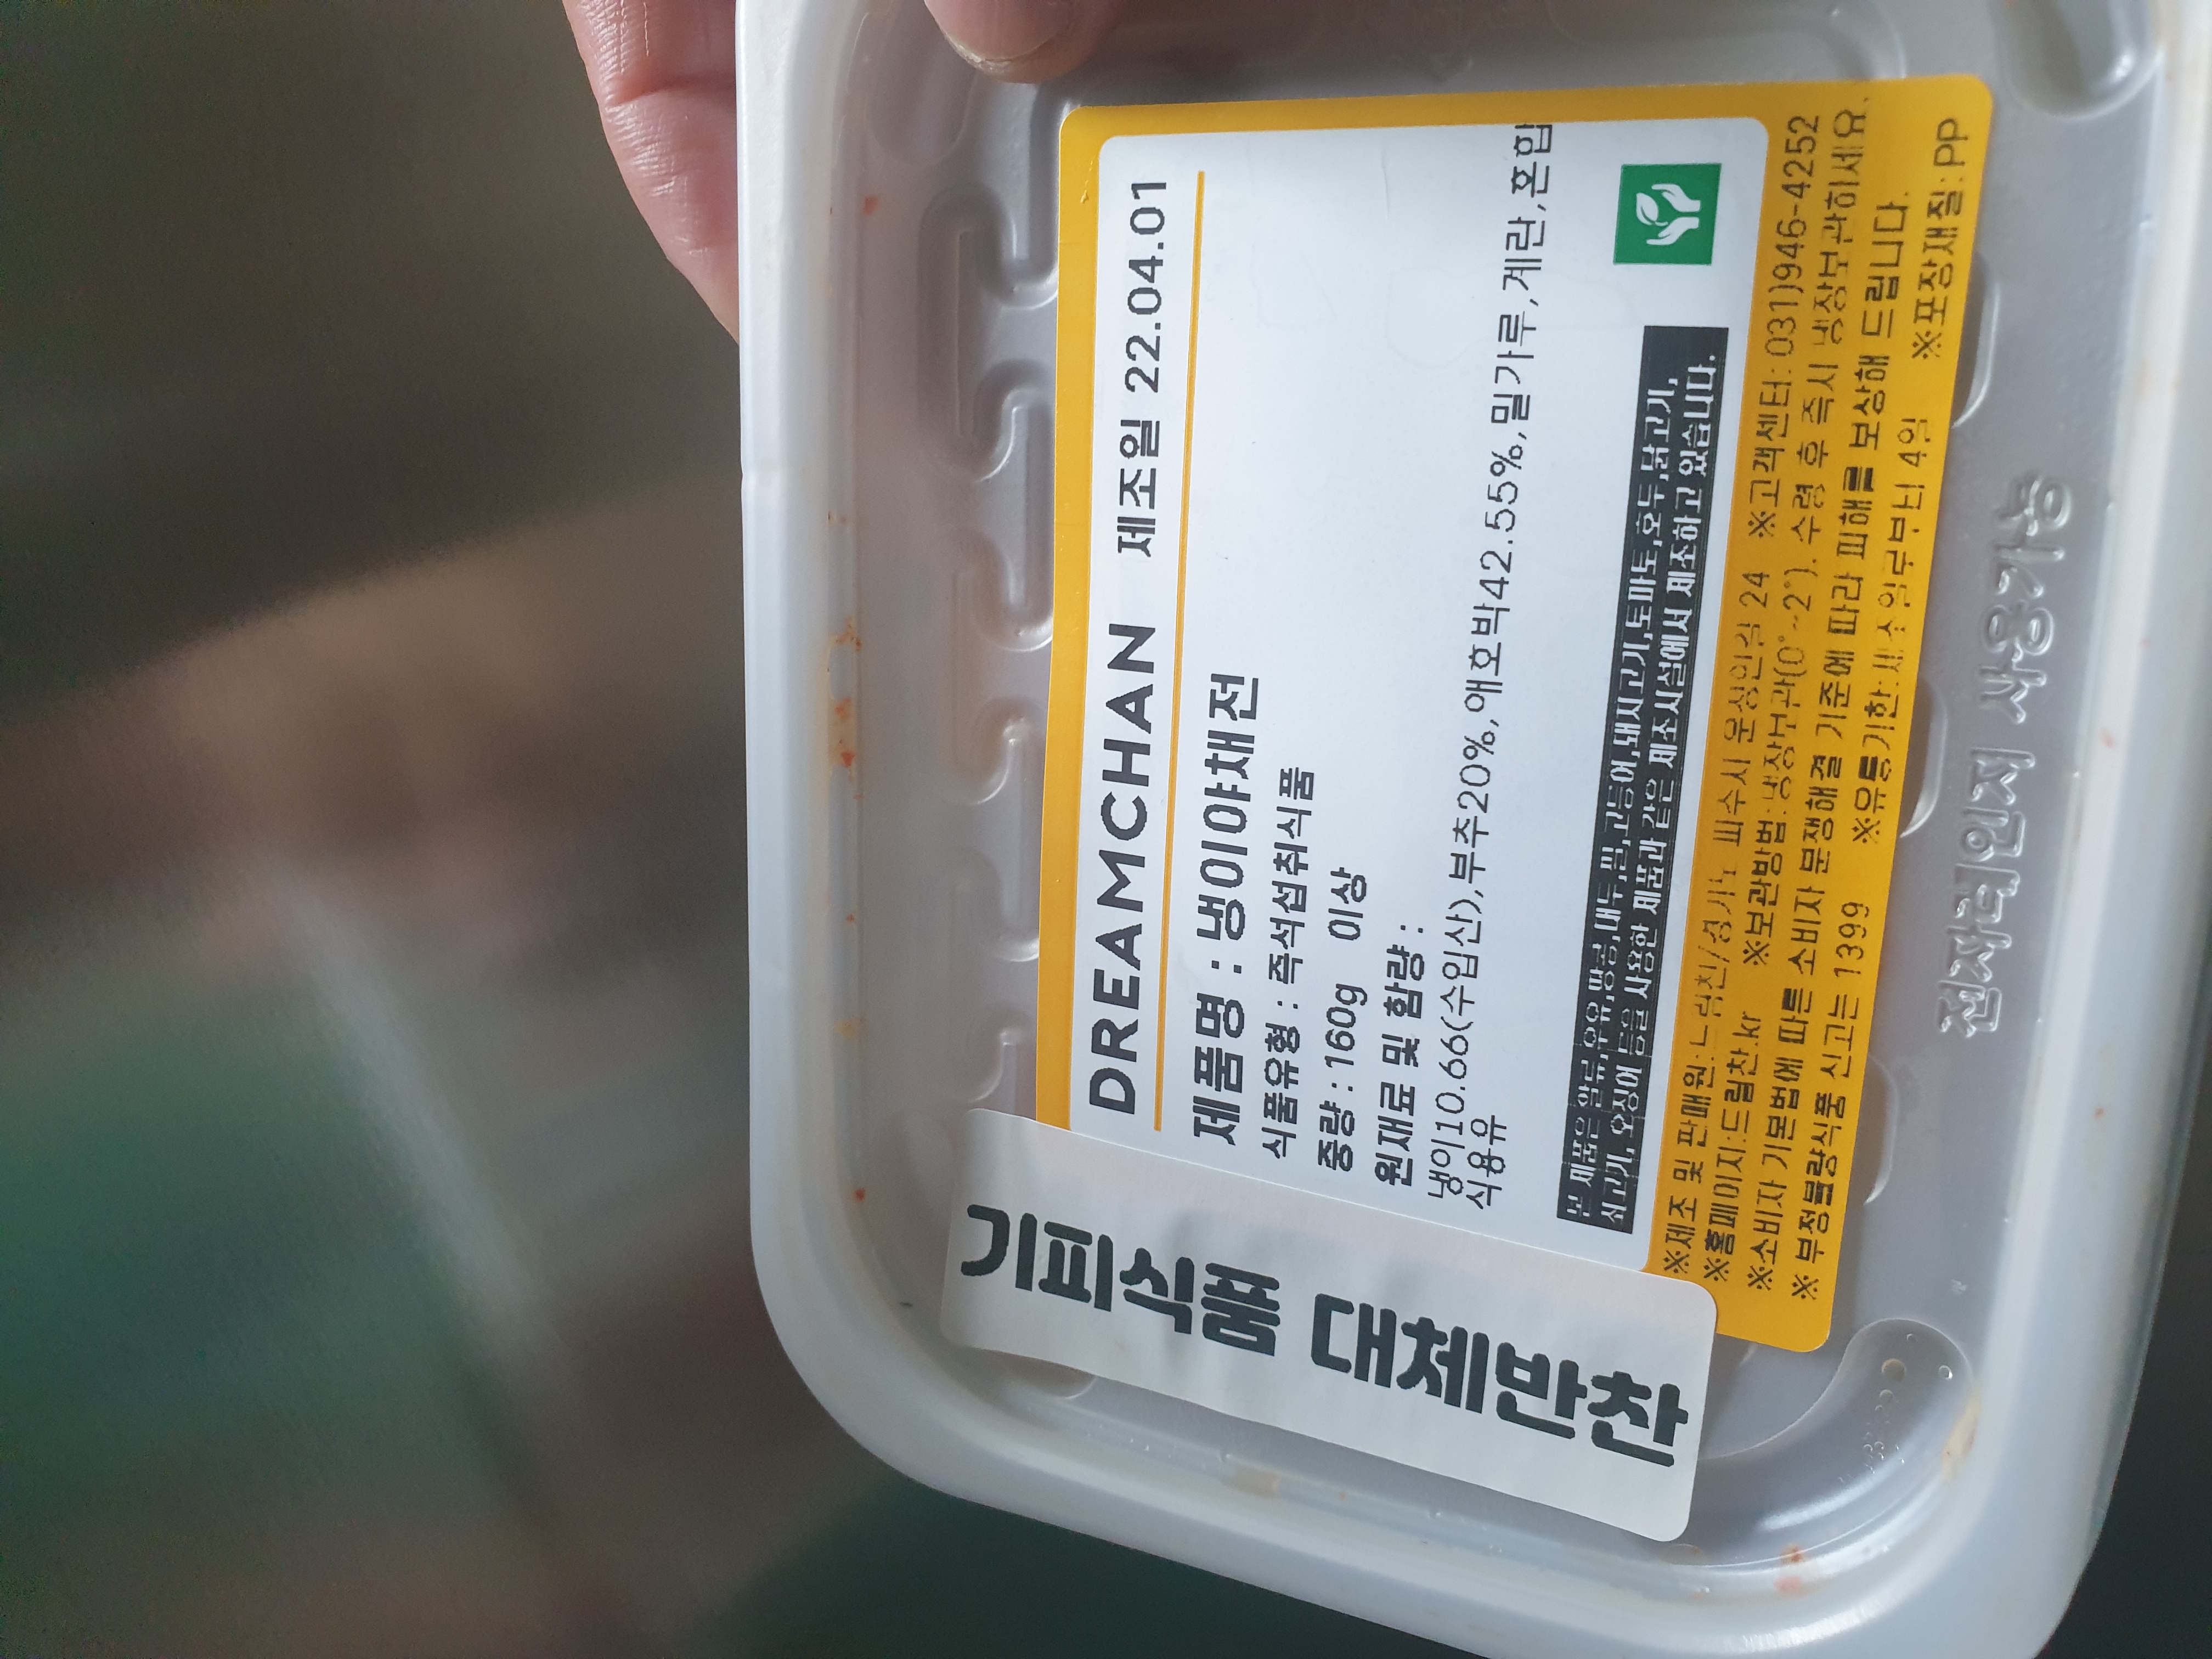 DREAMCHAN 제조일 22.04.01
제품명 : 냉이야채전
식품유형 : 즉석섭취식품
중량 : 160g 이상
원재료 및 함량 :
냉이10.66(수입산),부추20%,애호박42.55%,밀가루,계란,혼합
식용유
본 제품은 알류,우유,땅콩,대두,밀,고등어,돼지고기,토마토,호두,닭고기,
쇠고기, 오징어 등을 사용한 제품과 같은 제조시설에서 제조하고 있습니다.
※제조 및 판매원:드림찬/경기도 파주시 운정인길 24 ※고객센터: 031)946-4252
※홈페이지:드림찬.kr ※보관방법:냉장보관(0°~2°). 수령 후 즉시 냉장보관하세요.
※소비자 기본법에 따른 소비자 분쟁해결 기준에 따라 피해를 보상해 드립니다.
※부정불량식품 신고는 1399 ※유통기한:제조일로부터 4일 ※포장재질:PP
기피식품 대체반찬
전자레인지 사용가능